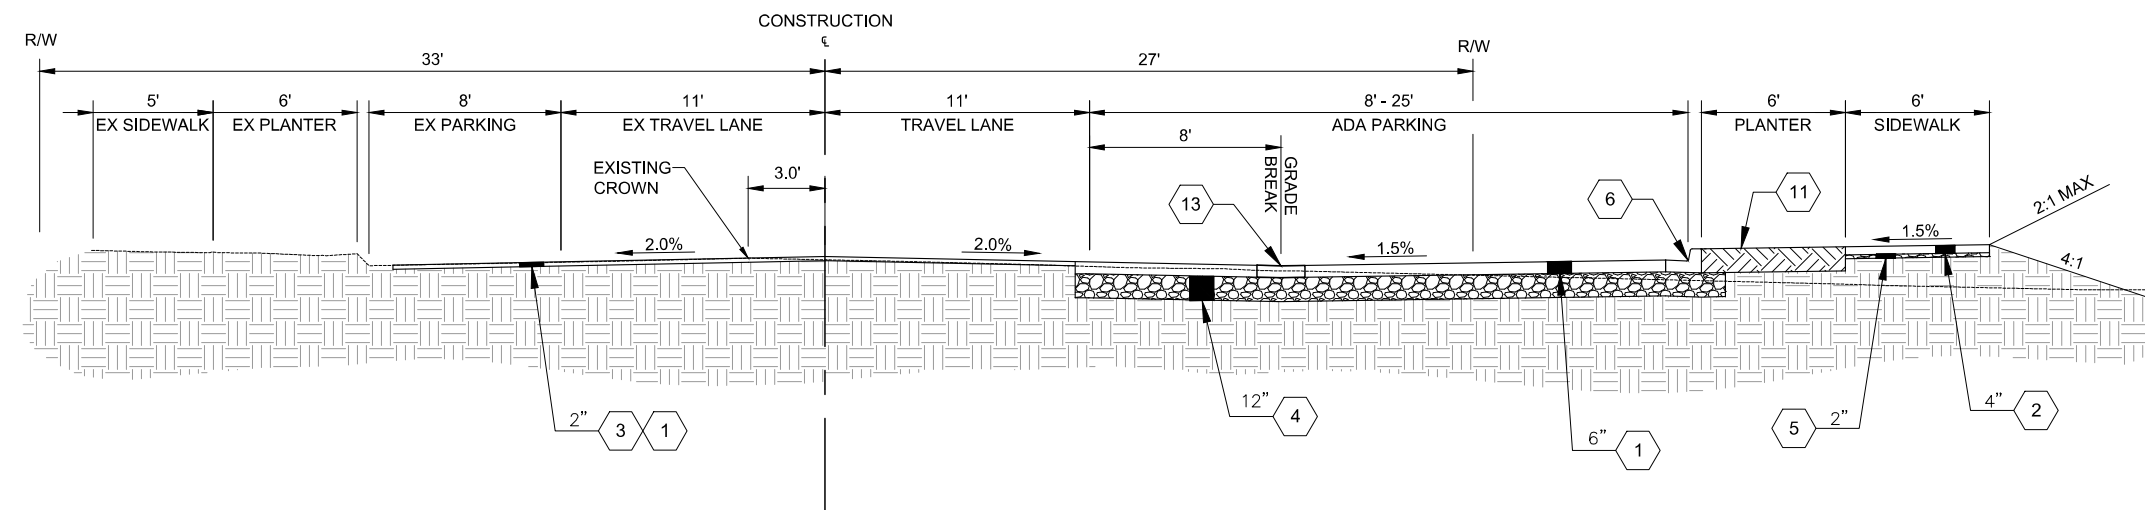 CONSTRUCTION
℄
R/W
R/W
33'
27'
5'
6'
8'
11'
11'
8' - 25'
6'
6'
EX SIDEWALK
EX PLANTER
EX PARKING
EX TRAVEL LANE
TRAVEL LANE
ADA PARKING
PLANTER
SIDEWALK
8'
EXISTING
CROWN
3.0'
GRADE
BREAK
13
6
11
2:1 MAX
2.0%
2.0%
1.5%
1.5%
4:1
2”
3
1
12”
4
6”
1
5
2”
4”
2